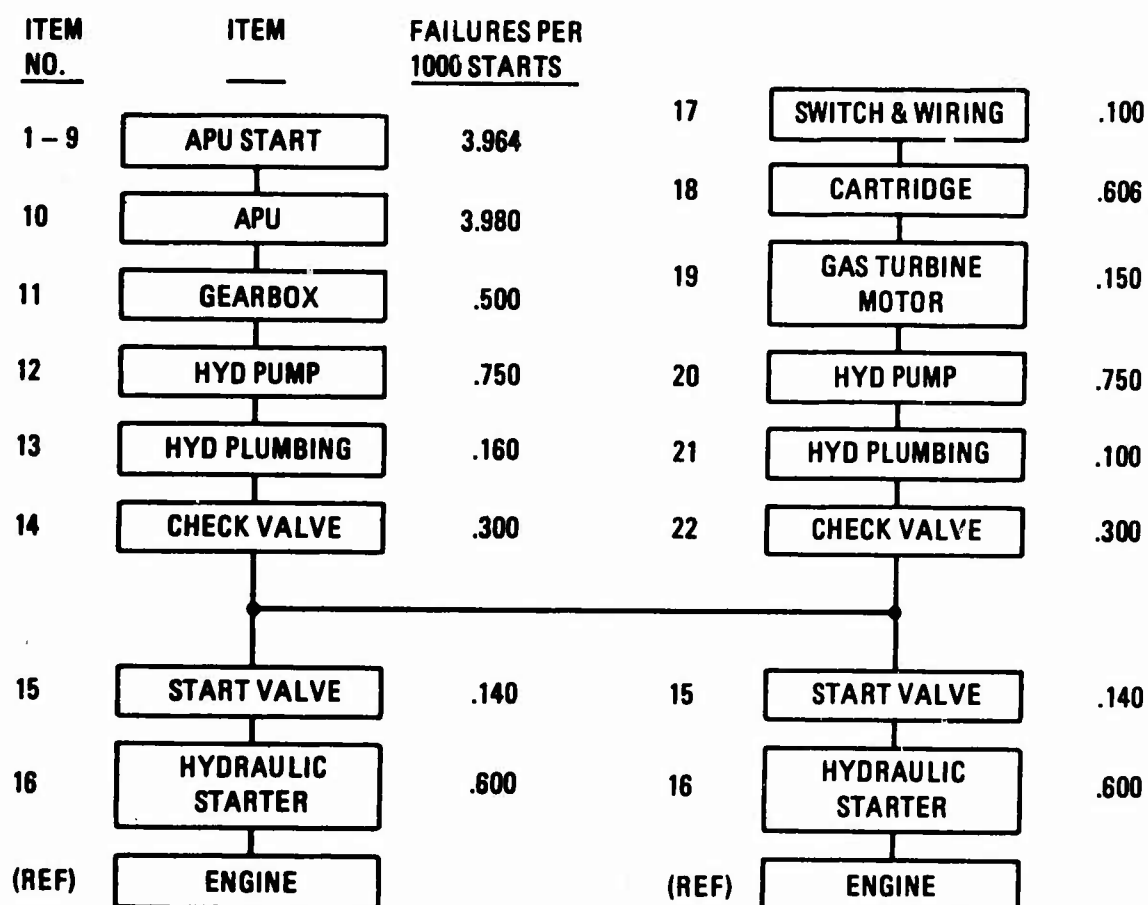 ITEM NO. ITEM FAILURES PER 1000 STARTS
1 – 9 APU START 3.964
10 APU 3.980
11 GEARBOX .500
12 HYD PUMP .750
13 HYD PLUMBING .160
14 CHECK VALVE .300
15 START VALVE .140
16 HYDRAULIC STARTER .600
(REF) ENGINE
17 SWITCH & WIRING .100
18 CARTRIDGE .606
19 GAS TURBINE MOTOR .150
20 HYD PUMP .750
21 HYD PLUMBING .100
22 CHECK VALVE .300
15 START VALVE .140
16 HYDRAULIC STARTER .600
(REF) ENGINE